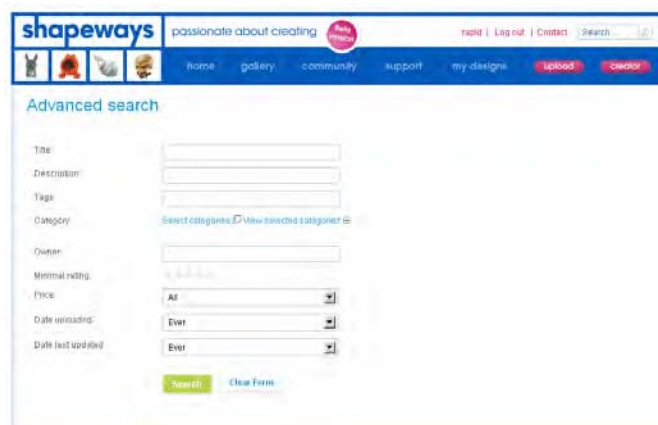 shapeways passionate about creating Beta version rapid | Log out | Contact Search
home gallery community support my designs upload creator
Advanced search
Title
Description
Tags
Category Select categories View selected categories
Owner
Minimal rating
Price All
Date uploaded Ever
Date last updated Ever
Search Clear Form